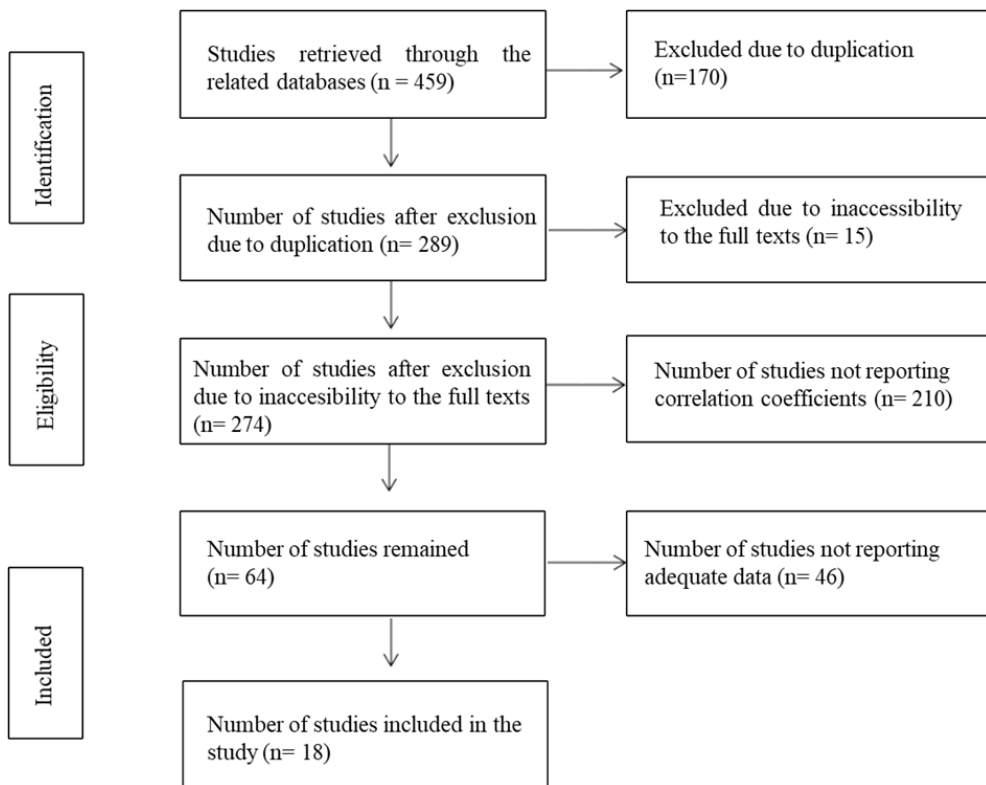 Identification
Studies retrieved through the
related databases (n = 459)
Excluded due to duplication
(n=170)
Number of studies after exclusion
due to duplication (n= 289)
Excluded due to inaccessibility
to the full texts (n= 15)
Eligibility
Number of studies after exclusion
due to inaccesibility to the full texts
(n= 274)
Number of studies not reporting
correlation coefficients (n= 210)
Included
Number of studies remained
(n= 64)
Number of studies not reporting
adequate data (n= 46)
Number of studies included in the
study (n= 18)